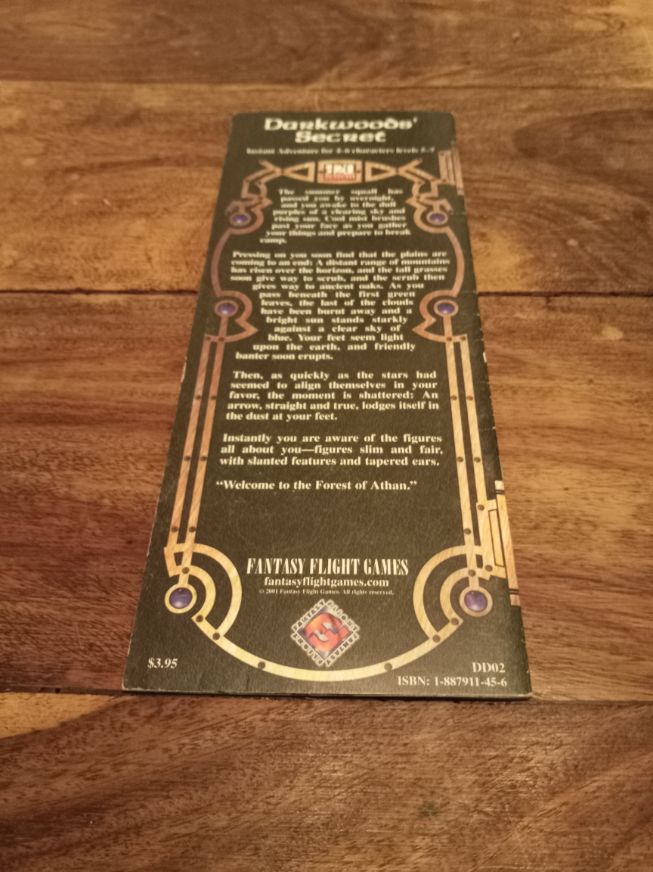 Darkwoods'
Secret
Instant Adventure for 4-6 characters levels 5-7
The summer squall has
passed you by overnight,
and you awake to the dull
purples of a clearing sky and
rising sun. Cool mist brushes
past your face as you gather
your things and prepare to break
camp.
Pressing on you soon find that the plains are
coming to an end: A distant range of mountains
has risen over the horizon, and the tall grasses
soon give way to scrub, and the scrub then
gives way to ancient oaks. As you
pass beneath the first green
leaves, the last of the clouds
have been burnt away and a
bright sun stands starkly
against a clear sky of
blue. Your feet seem light
upon the earth, and friendly
banter soon erupts.
Then, as quickly as the stars had
seemed to align themselves in your
favor, the moment is shattered: An
arrow, straight and true, lodges itself in
the dust at your feet.
Instantly you are aware of the figures
all about you—figures slim and fair,
with slanted features and tapered ears.
“Welcome to the Forest of Athan.”
FANTASY FLIGHT GAMES
fantasyflightgames.com
© 2001 Fantasy Flight Games. All rights reserved.
$3.95
DD02
ISBN: 1-887911-45-6